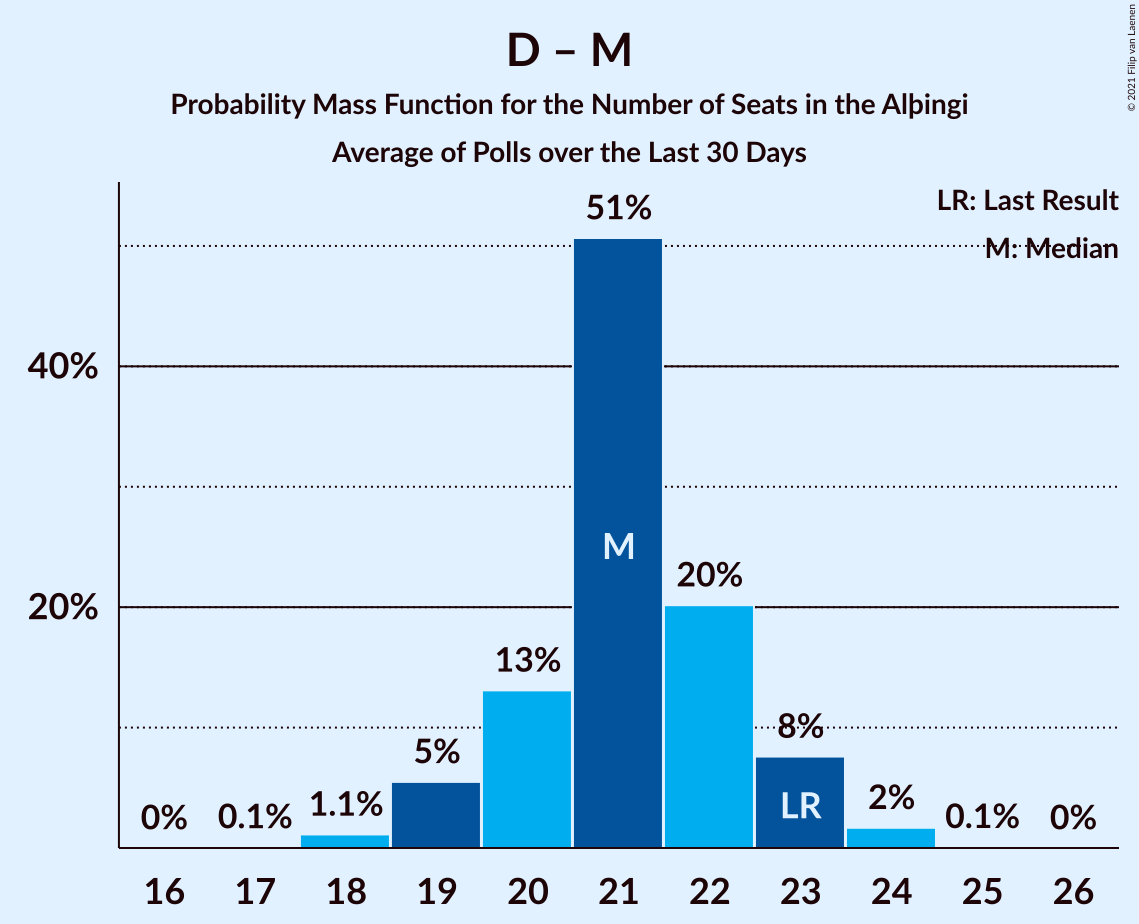 D – M
Probability Mass Function for the Number of Seats in the Alþingi
Average of Polls over the Last 30 Days
© 2021 Filip van Laenen
LR: Last Result
M: Median
51%
40%
M
20%
20%
13%
8%
5%
LR
2%
1.1%
0%
0.1%
0.1%
0%
16 17 18 19 20 21 22 23 24 25 26